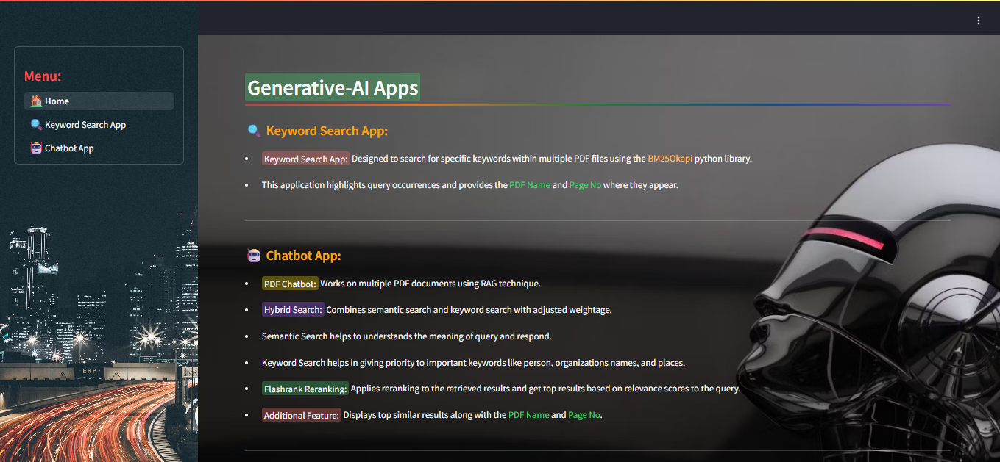 Menu:
Home
Keyword Search App
Chatbot App
ERP
Generative-AI Apps
Keyword Search App:
Keyword Search App: Designed to search for specific keywords within multiple PDF files using the BM25Okapi python library.
This application highlights query occurrences and provides the PDF Name and Page No where they appear.
Chatbot App:
PDF Chatbot: Works on multiple PDF documents using RAG technique.
Hybrid Search: Combines semantic search and keyword search with adjusted weightage.
Semantic Search helps to understands the meaning of query and respond.
Keyword Search helps in giving priority to important keywords like person, organizations names, and places.
Flashrank Reranking: Applies reranking to the retrieved results and get top results based on relevance scores to the query.
Additional Feature: Displays top similar results along with the PDF Name and Page No.